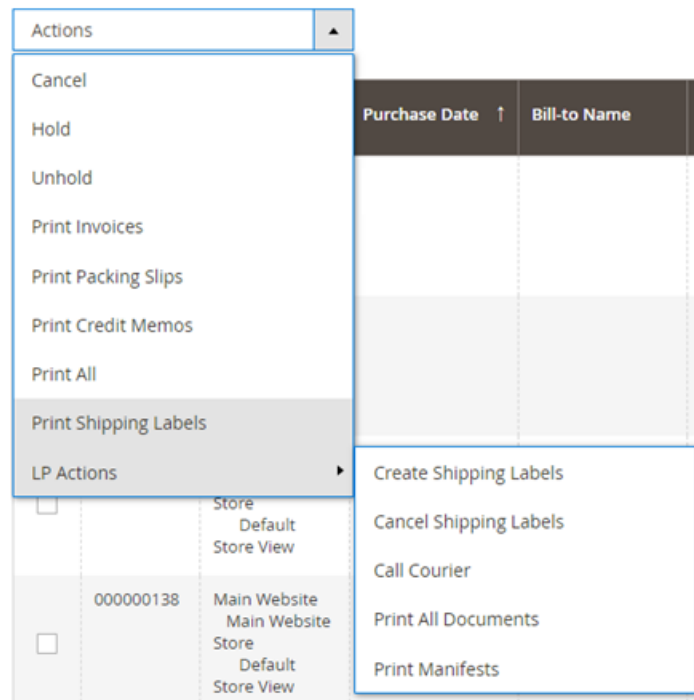 Actions
Purchase Date ↑ Bill-to Name
Cancel
Hold
Unhold
Print Invoices
Print Packing Slips
Print Credit Memos
Print All
Print Shipping Labels
LP Actions
Create Shipping Labels
Cancel Shipping Labels
Call Courier
Print All Documents
Print Manifests
Store
Default
Store View
000000138 Main Website
Main Website
Store
Default
Store View